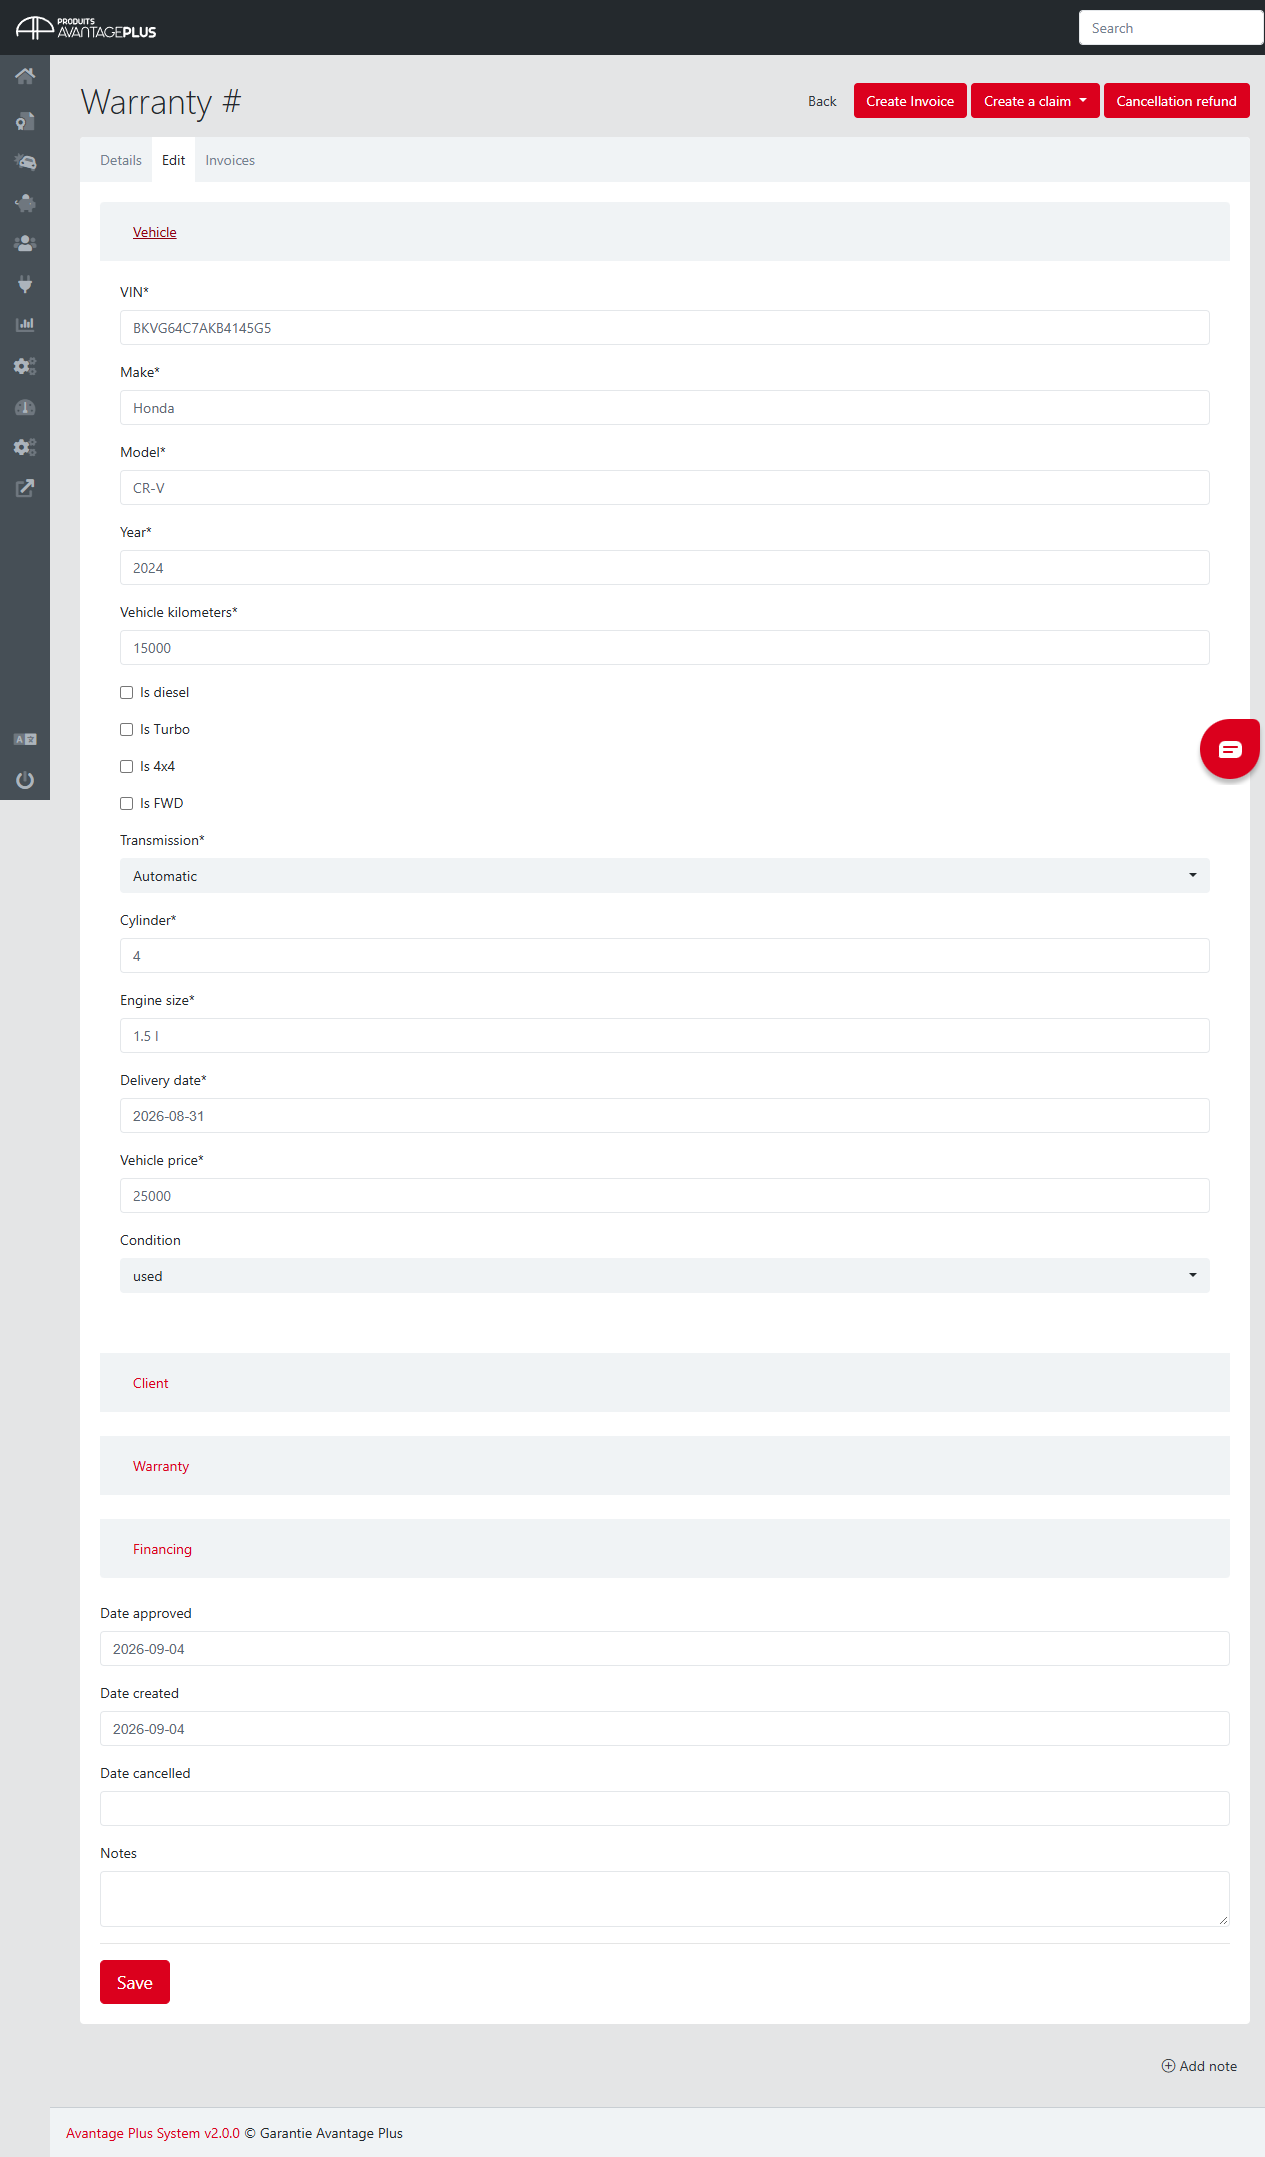 PRODUITS
AVANTAGEPLUS
Search
Warranty #
Back
Create Invoice
Create a claim
Cancellation refund
Details
Edit
Invoices
Vehicle
VIN*
BKVG64C7AKB4145G5
Make*
Honda
Model*
CR-V
Year*
2024
Vehicle kilometers*
15000
Is diesel
Is Turbo
Is 4x4
Is FWD
Transmission*
Automatic
Cylinder*
4
Engine size*
1.5 l
Delivery date*
2026-08-31
Vehicle price*
25000
Condition
used
Client
Warranty
Financing
Date approved
2026-09-04
Date created
2026-09-04
Date cancelled
Notes
Save
Add note
Avantage Plus System v2.0.0 © Garantie Avantage Plus